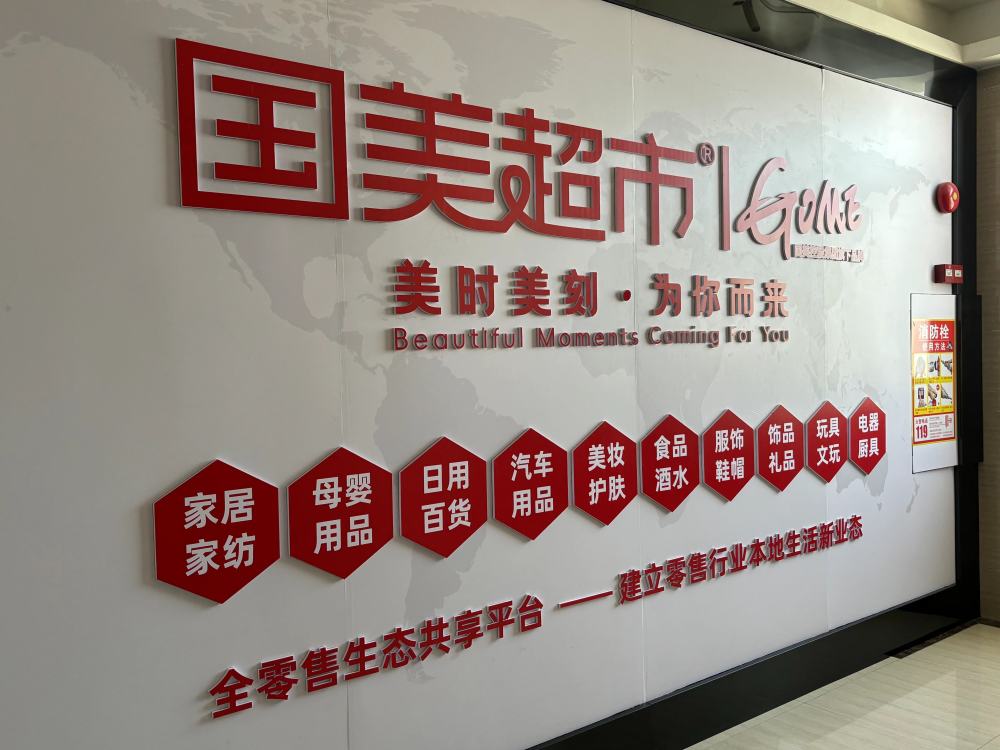 国美超市® | GOME
美时美刻·为你而来
Beautiful Moments Coming For You
家居
家纺
母婴
用品
日用
百货
汽车
用品
美妆
护肤
食品
酒水
服饰
鞋帽
饰品
礼品
玩具
文玩
电器
厨具
全零售生态共享平台 —— 建立零售行业本地生活新业态
消防栓
使用方法
119